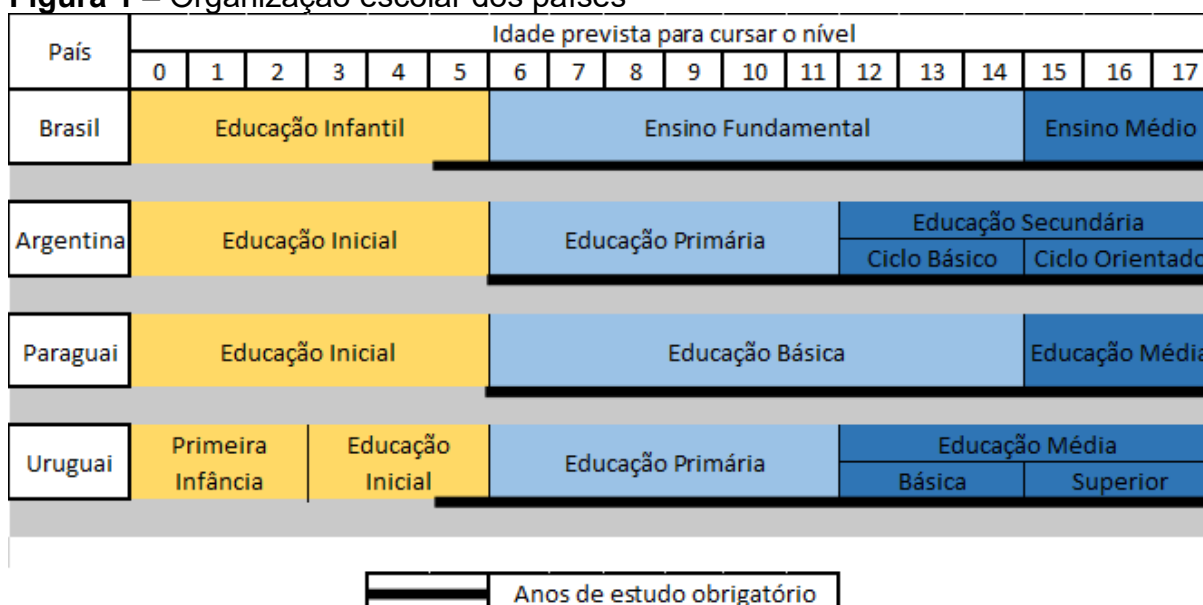 Figura 1 – Organização escolar dos países
País
Idade prevista para cursar o nível
0 1 2 3 4 5 6 7 8 9 10 11 12 13 14 15 16 17
Brasil
Educação Infantil
Ensino Fundamental
Ensino Médio
Argentina
Educação Inicial
Educação Primária
Educação Secundária
Ciclo Básico
Ciclo Orientado
Paraguai
Educação Inicial
Educação Básica
Educação Média
Uruguai
Primeira
Infância
Educação
Inicial
Educação Primária
Educação Média
Básica
Superior
Anos de estudo obrigatório